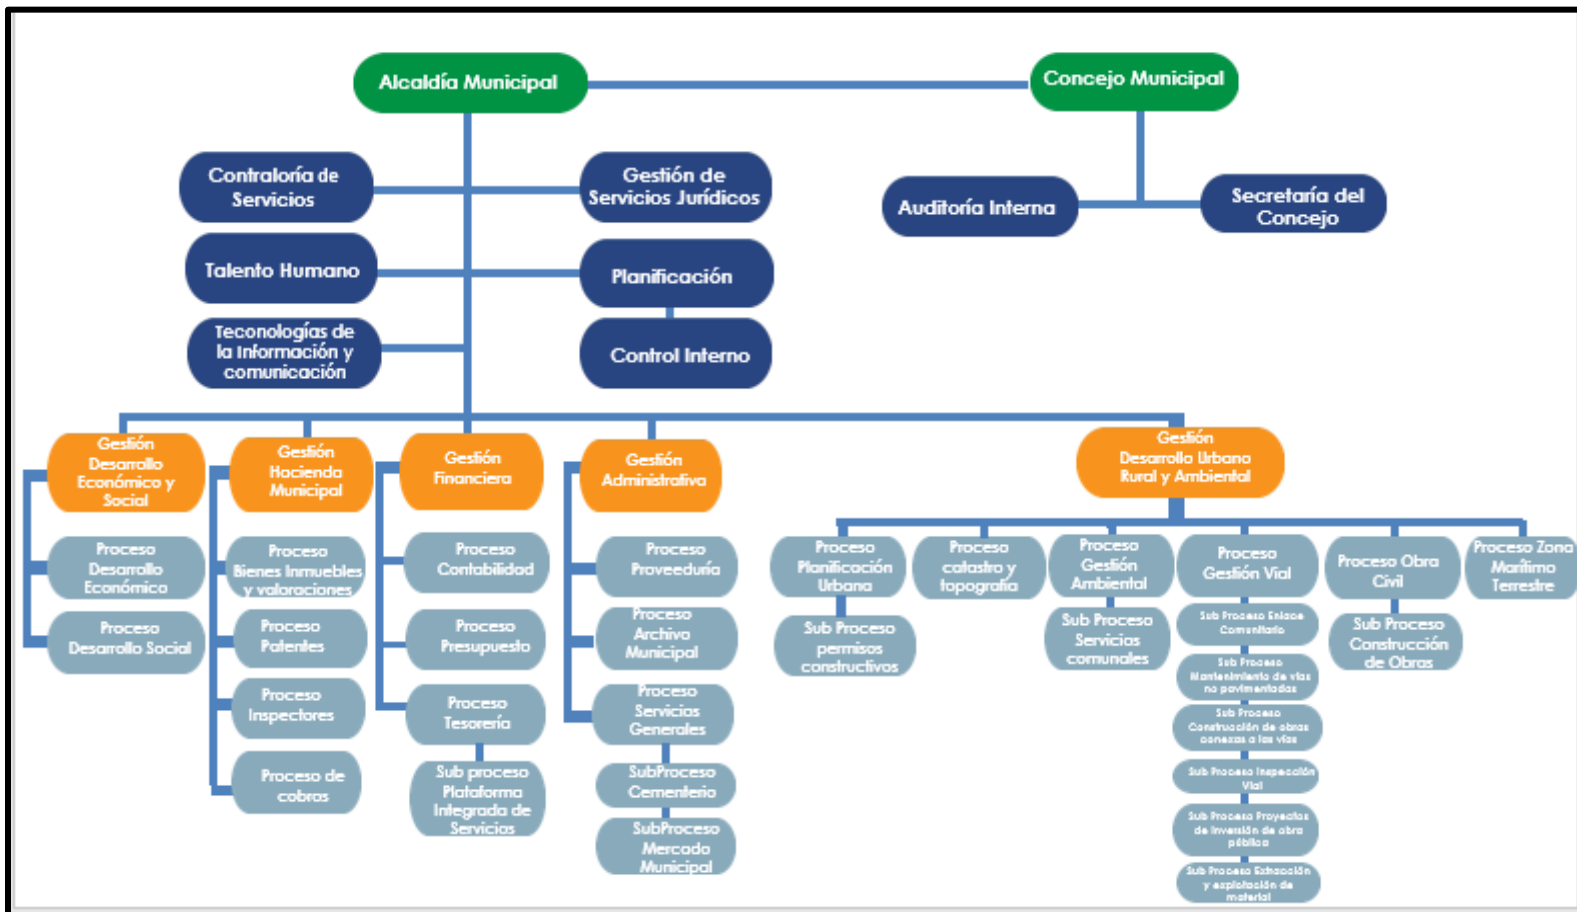 Alcaldía Municipal
Concejo Municipal
Contraloría de
Servicios
Gestión de
Servicios Jurídicos
Auditoría Interna
Secretaría del
Concejo
Talento Humano
Planificación
Teconologías de
la Información y
comunicación
Control Interno
Gestión
Desarrollo
Económico y
Social
Gestión
Hacienda
Municipal
Gestión
Financiera
Gestión
Administrativa
Gestión
Desarrollo Urbano
Rural y Ambiental
Proceso
Desarrollo
Económico
Proceso
Desarrollo Social
Proceso
Bienes Inmuebles
y valoraciones
Proceso
Patentes
Proceso
Inspectores
Proceso de
cobros
Proceso
Contabilidad
Proceso
Presupuesto
Proceso
Tesorería
Sub proceso
Plataforma
Integrada de
Servicios
Proceso
Proveeduría
Proceso
Archivo
Municipal
Proceso
Servicios
Generales
SubProceso
Cementerio
SubProceso
Mercado
Municipal
Proceso
Planificación
Urbana
Sub Proceso
permisos
constructivos
Proceso
catastro y
topografía
Proceso
Gestión
Ambiental
Sub Proceso
Servicios
comunales
Proceso
Gestión Vial
Sub Proceso Enlace
Comunitario
Sub Proceso
Mantenimiento de vías
no pavimentadas
Sub Proceso
Construcción de obras
conexas a las vías
Sub Proceso Inspección
Vial
Sub Proceso Proyectos
de inversión de obra
pública
Sub Proceso Extracción
y explotación de
material
Proceso Obra
Civil
Sub Proceso
Construcción
de Obras
Proceso Zona
Marítimo
Terrestre